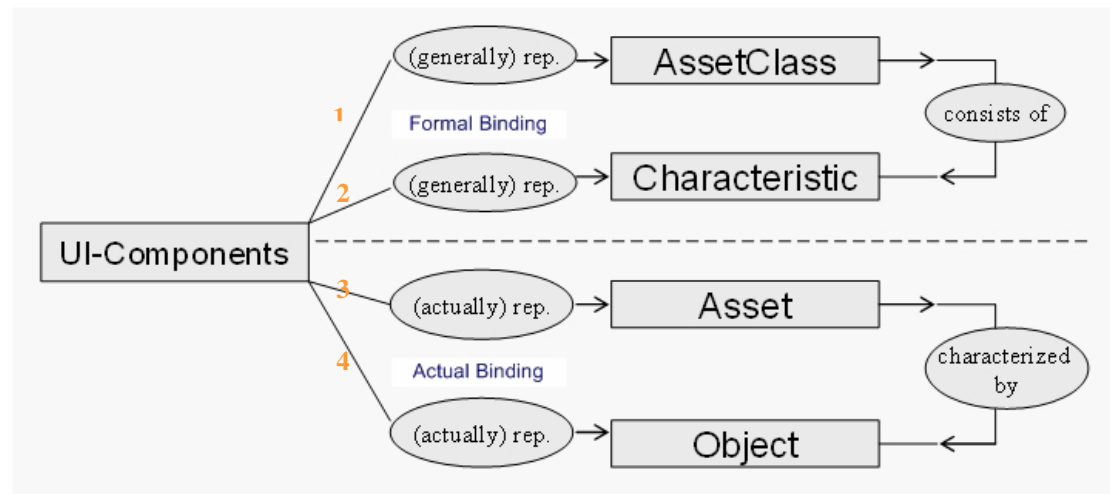 (generally) rep.
AssetClass
1
consists of
Formal Binding
2
(generally) rep.
Characteristic
UI-Components
3
(actually) rep.
Asset
4
characterized
by
Actual Binding
(actually) rep.
Object